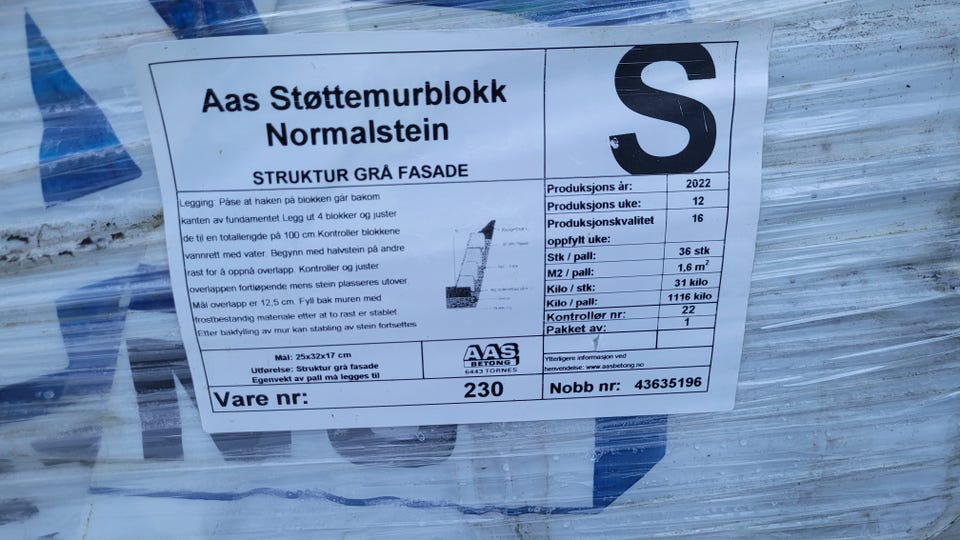 Aas Støttemurblokk
Normalstein
STRUKTUR GRÅ FASADE
S
Legging: Påse at haken på blokken går bakom
kanten av fundamentet Legg ut 4 blokker og juster
de til en totallengde på 100 cm.Kontroller blokkene
vannrett med vater. Begynn med halvstein på andre
rast for å oppnå overlapp. Kontroller og juster
overlappen fortløpende mens stein plasseres utover
Mål overlapp er 12,5 cm. Fyll bak muren med
frostbestandig materiale etter at to rast er stablet
Etter bakfylling av mur kan stabling av stein fortsettes
Produksjons år: 2022
Produksjons uke: 12
Produksjonskvalitet 16
oppfylt uke:
Stk / pall: 36 stk
M2 / pall: 1,6 m²
Kilo / stk: 31 kilo
Kilo / pall: 1116 kilo
Kontrollør nr: 22
Pakket av: 1
Mål: 25x32x17 cm
Utførelse: Struktur grå fasade
Egenvekt av pall må legges til
AAS
BETONG
6443 TORNES
Ytterligere informasjon ved
henvendelse: www.aasbetong.no
Vare nr: 230
Nobb nr: 43635196